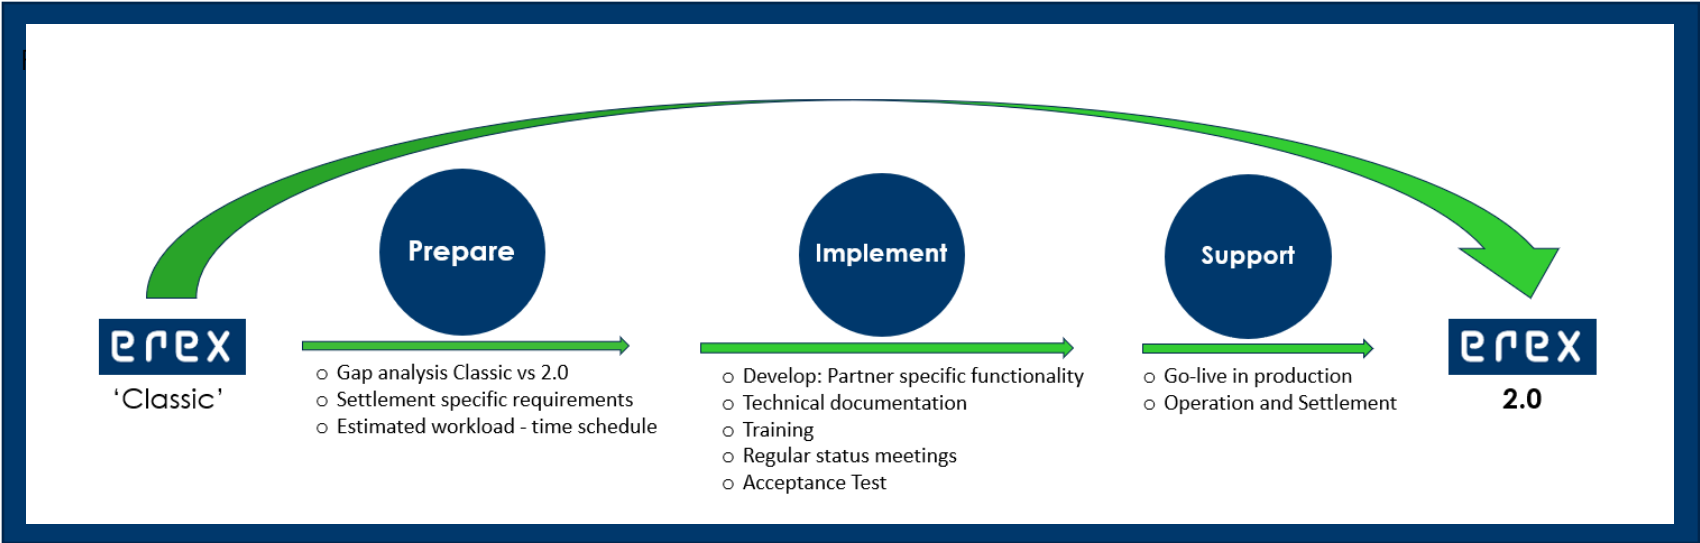 Prepare
Implement
Support
erex
'Classic'
Gap analysis Classic vs 2.0
Settlement specific requirements
Estimated workload - time schedule
Develop: Partner specific functionality
Technical documentation
Training
Regular status meetings
Acceptance Test
Go-live in production
Operation and Settlement
erex
2.0